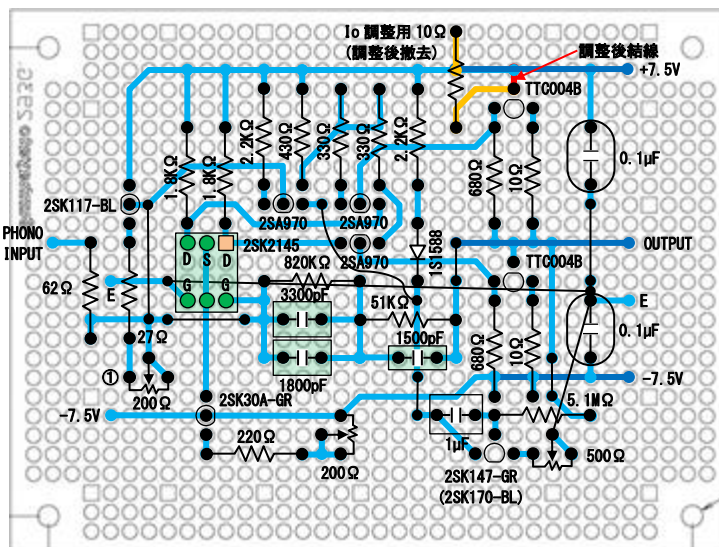 Io 調整用 10Ω
(調整後撤去)
調整後結線
+7.5V
TTC004B
2.2KΩ
430Ω
330Ω
330Ω
2.2KΩ
680Ω
10Ω
0.1μF
1.8KΩ
1.8KΩ
2SK117-BL
2SA970
2SA970
PHONO
INPUT
2SK2145
D
S
D
G
G
2SA970
1S1588
OUTPUT
TTC004B
820KΩ
3300pF
51KΩ
62Ω
E
E
27Ω
1500pF
680Ω
10Ω
0.1μF
1800pF
①
200Ω
-7.5V
2SK30A-GR
-7.5V
5.1MΩ
1μF
220Ω
200Ω
500Ω
2SK147-GR
(2SK170-BL)